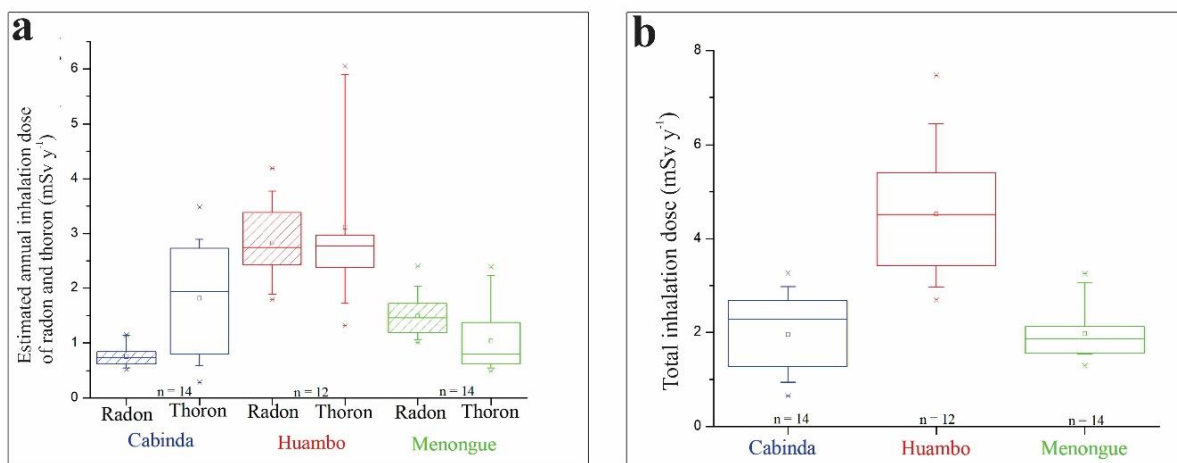 a
Estimated annual inhalation dose
of radon and thoron (mSv y⁻¹)
6
5
4
3
2
1
0
n = 14
n = 12
n = 14
Radon Thoron Radon Thoron Radon Thoron
Cabinda Huambo Menongue
b
Total inhalation dose (mSv y⁻¹)
8
6
4
2
0
n = 14
n = 12
n = 14
Cabinda Huambo Menongue